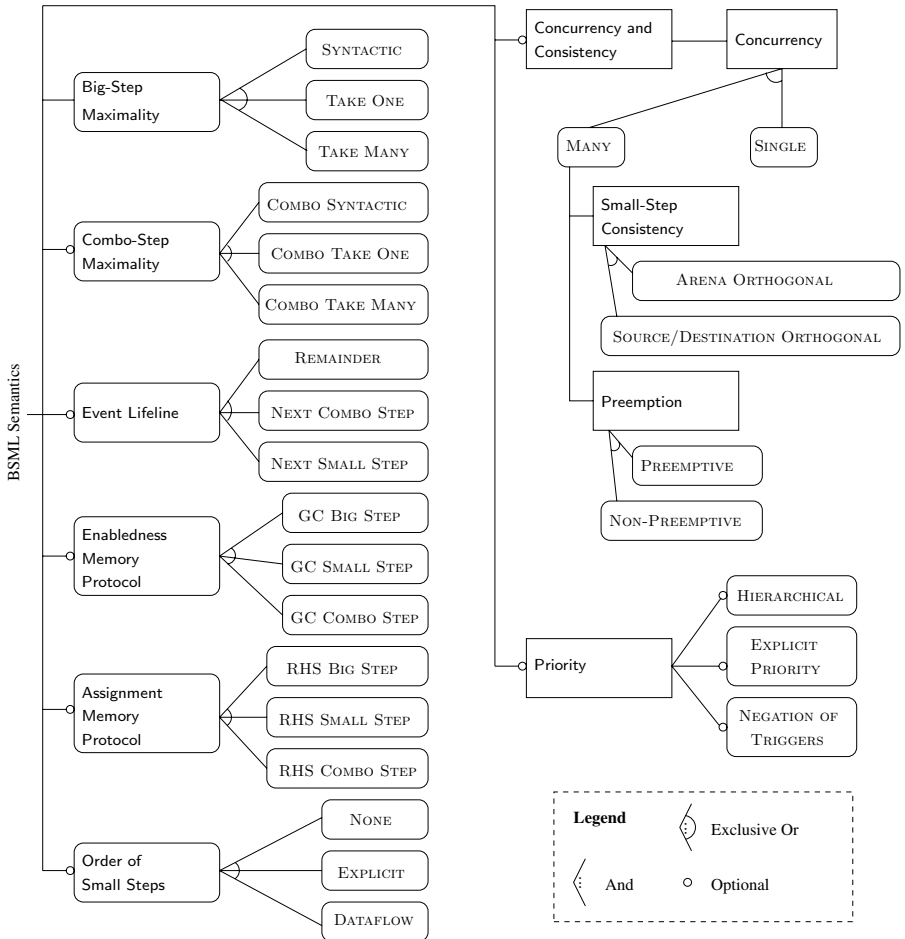 BSML Semantics
Big-Step
Maximality
SYNTACTIC
TAKE ONE
TAKE MANY
Combo-Step
Maximality
COMBO SYNTACTIC
COMBO TAKE ONE
COMBO TAKE MANY
Event Lifeline
REMAINDER
NEXT COMBO STEP
NEXT SMALL STEP
Enabledness
Memory
Protocol
GC BIG STEP
GC SMALL STEP
GC COMBO STEP
Assignment
Memory
Protocol
RHS BIG STEP
RHS SMALL STEP
RHS COMBO STEP
Order of
Small Steps
NONE
EXPLICIT
DATAFLOW
Concurrency and
Consistency
Concurrency
MANY
SINGLE
Small-Step
Consistency
ARENA ORTHOGONAL
SOURCE/DESTINATION ORTHOGONAL
Preemption
PREEMPTIVE
NON-PREEMPTIVE
Priority
HIERARCHICAL
EXPLICIT
PRIORITY
NEGATION OF
TRIGGERS
Legend
Exclusive Or
And
Optional